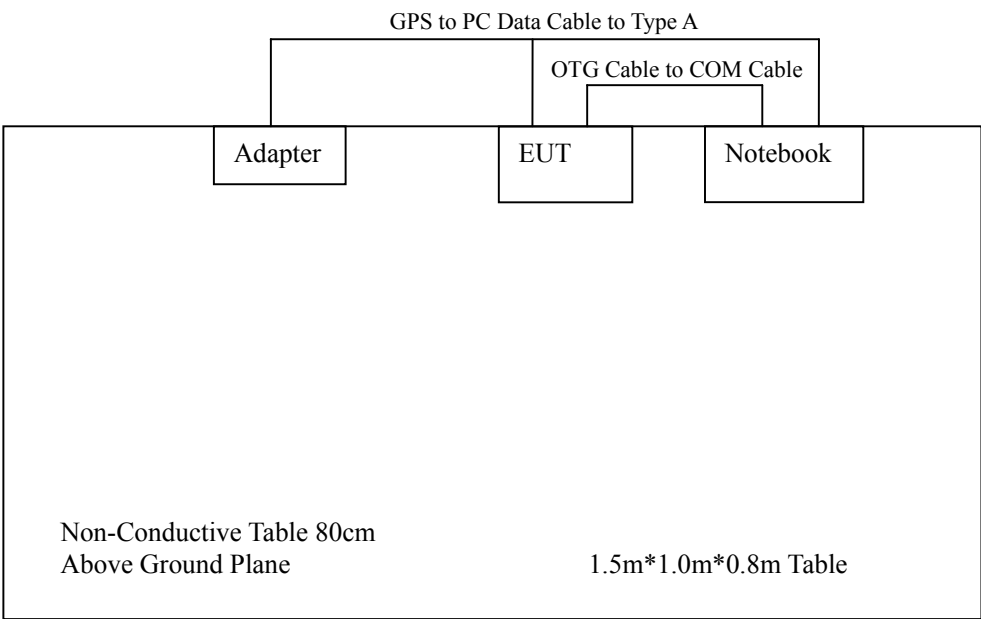 GPS to PC Data Cable to Type A
OTG Cable to COM Cable
Adapter
EUT
Notebook
Non-Conductive Table 80cm
Above Ground Plane
1.5m*1.0m*0.8m Table